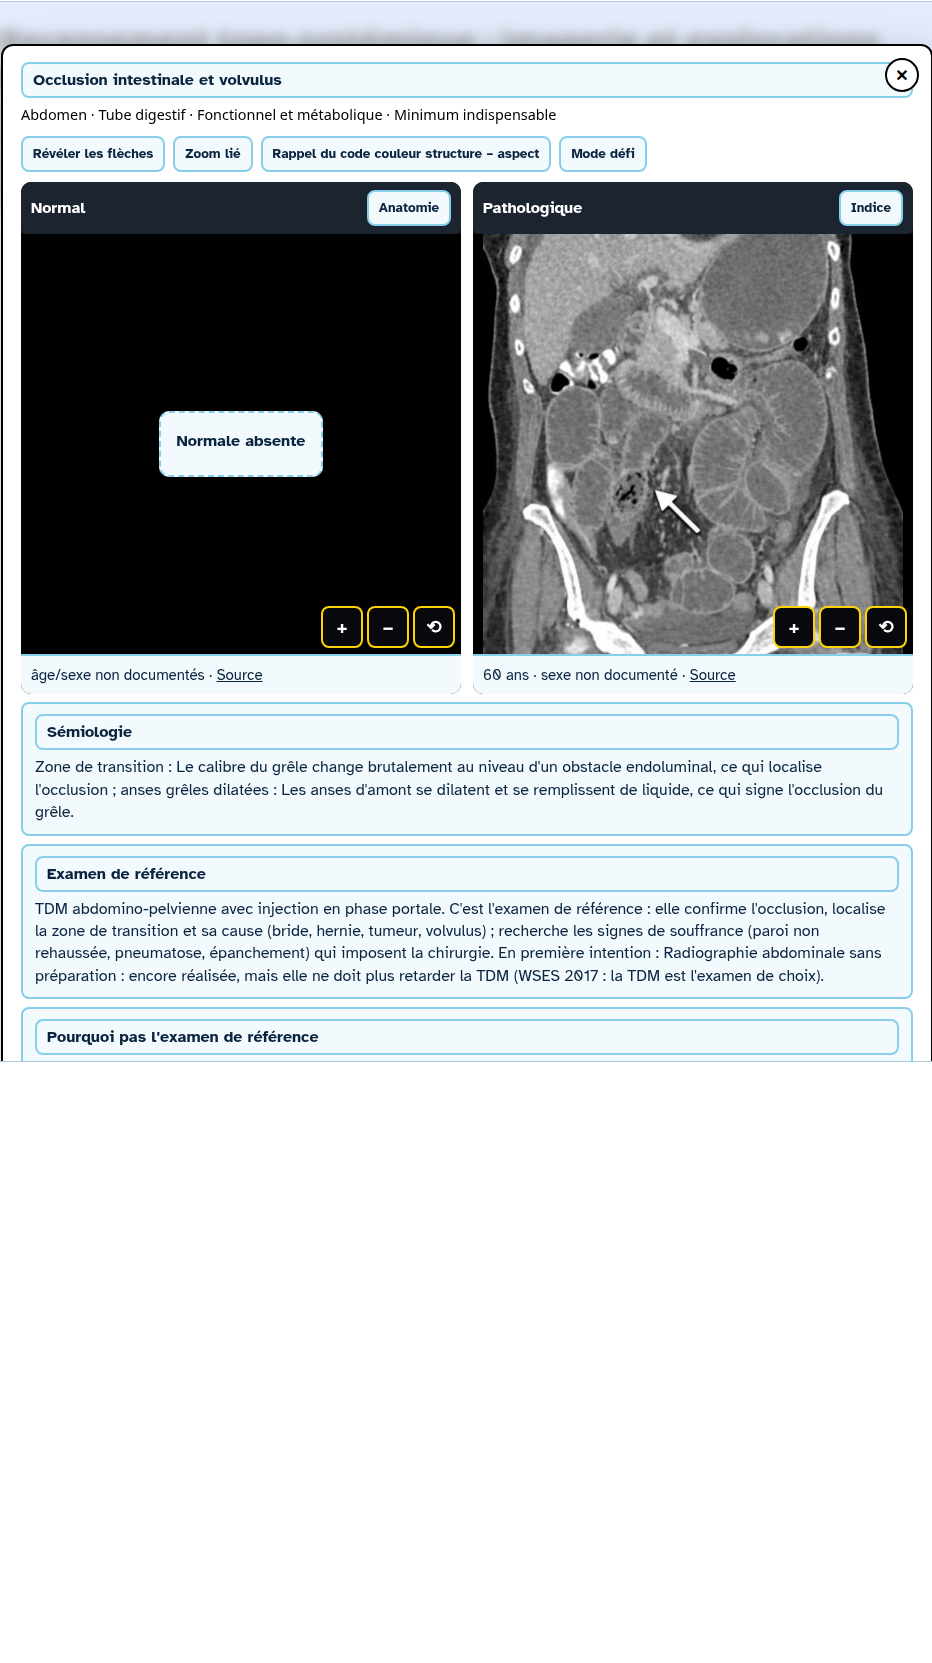 Recensement topo-systémique : imagerie et explorations
Occlusion intestinale et volvulus
✕
Abdomen · Tube digestif · Fonctionnel et métabolique · Minimum indispensable
Révéler les flèches
Zoom lié
Rappel du code couleur structure – aspect
Mode défi
Normal
Anatomie
Pathologique
Indice
Normale absente
+
–
⟲
+
–
⟲
âge/sexe non documentés · Source
60 ans · sexe non documenté · Source
Sémiologie
Zone de transition : Le calibre du grêle change brutalement au niveau d'un obstacle endoluminal, ce qui localise
l'occlusion ; anses grêles dilatées : Les anses d'amont se dilatent et se remplissent de liquide, ce qui signe l'occlusion du
grêle.
Examen de référence
TDM abdomino-pelvienne avec injection en phase portale. C'est l'examen de référence : elle confirme l'occlusion, localise
la zone de transition et sa cause (bride, hernie, tumeur, volvulus) ; recherche les signes de souffrance (paroi non
rehaussée, pneumatose, épanchement) qui imposent la chirurgie. En première intention : Radiographie abdominale sans
préparation : encore réalisée, mais elle ne doit plus retarder la TDM (WSES 2017 : la TDM est l'examen de choix).
Pourquoi pas l'examen de référence